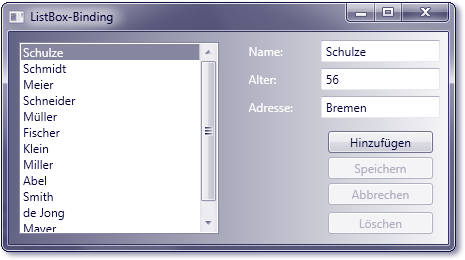 ListBox-Binding
Schulze
Schmidt
Meier
Schneider
Müller
Fischer
Klein
Miller
Abel
Smith
de Jong
Mayer
Name: Schulze
Alter: 56
Adresse: Bremen
Hinzufügen
Speichern
Abbrechen
Löschen